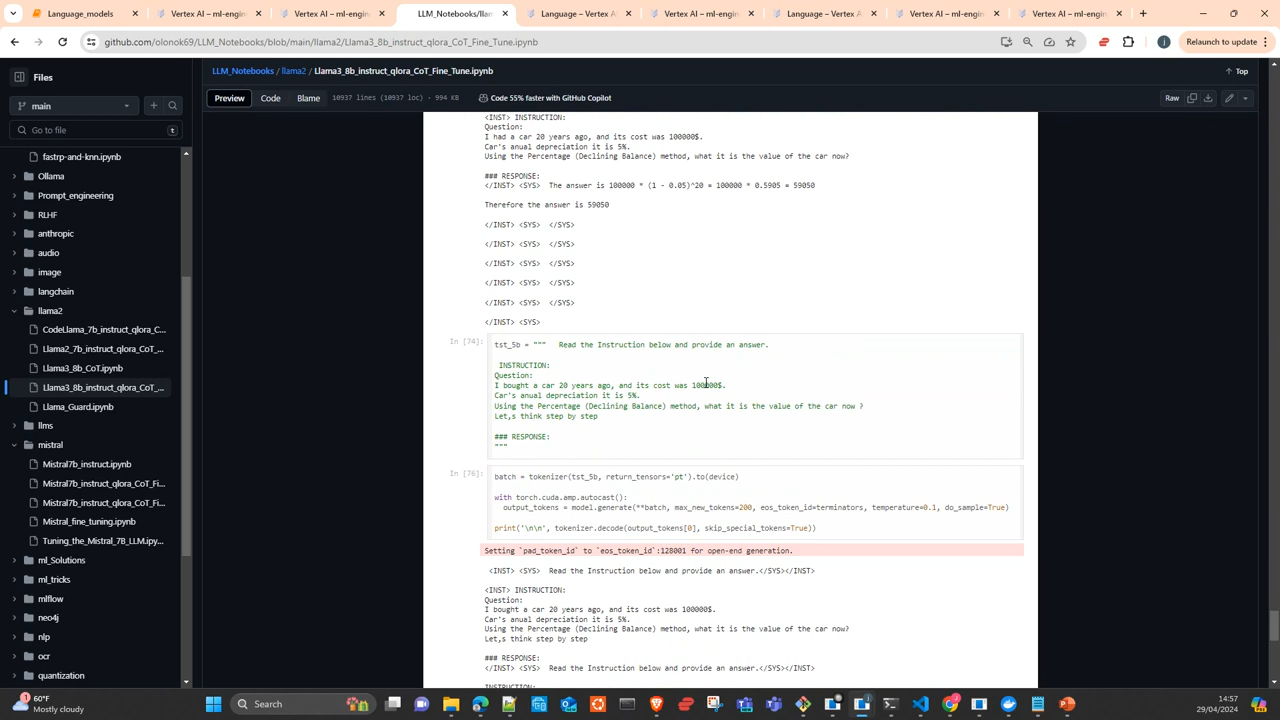 Language_models
Vertex AI – ml-engin
Vertex AI – ml-engin
LLM_Notebooks/llam
Language – Vertex AI
Vertex AI – ml-engin
Language – Vertex AI
Vertex AI – ml-engin
Vertex AI – ml-engin
github.com/olonok69/LLM_Notebooks/blob/main/llama2/Llama3_8b_instruct_qlora_CoT_Fine_Tune.ipynb
Relaunch to update
Files
LLM_Notebooks / llama2 / Llama3_8b_instruct_qlora_CoT_Fine_Tune.ipynb
Top
main
Preview
Code
Blame
10937 lines (10937 loc) · 994 KB
Code 55% faster with GitHub Copilot
Raw
Go to file
t
fastrp-and-knn.ipynb
Ollama
Prompt_engineering
RLHF
anthropic
audio
image
langchain
llama2
CodeLlama_7b_instruct_qlora_C...
Llama_2_7b_instruct_qlora_CoT_...
Llama3_8b_CoT.ipynb
Llama3_8b_instruct_qlora_CoT_...
Llama_Guard.ipynb
llms
mistral
Mistral7b_instruct.ipynb
Mistral7b_instruct_qlora_CoT_Fi...
Mistral7b_instruct_qlora_CoT_Fi...
Mistral_fine_tuning.ipynb
Tuning_the_Mistral_7B_LLM.ipy...
ml_Solutions
ml_tricks
mlflow
neo4j
nlp
ocr
quantization
<INST> INSTRUCTION:
Question:
I had a car 20 years ago, and its cost was 100000$.
Car's anual depreciation it is 5%.
Using the Percentage (Declining Balance) method, what it is the value of the car now?
### RESPONSE:
</INST> <SYS>  The answer is 100000 * (1 - 0.05)^20 = 100000 * 0.5905 = 59050
Therefore the answer is 59050
</INST> <SYS>  </SYS>
</INST> <SYS>  </SYS>
</INST> <SYS>  </SYS>
</INST> <SYS>  </SYS>
</INST> <SYS>  </SYS>
</INST> <SYS>
In [74]:
tst_5b = """   Read the Instruction below and provide an answer.
INSTRUCTION:
Question:
I bought a car 20 years ago, and its cost was 100000$.
Car's anual depreciation it is 5%.
Using the Percentage (Declining Balance) method, what it is the value of the car now ?
Let,s think step by step
### RESPONSE:
"""
In [76]:
batch = tokenizer(tst_5b, return_tensors='pt').to(device)
with torch.cuda.amp.autocast():
output_tokens = model.generate(**batch, max_new_tokens=200, eos_token_id=terminators, temperature=0.1, do_sample=True)
print('\n\n', tokenizer.decode(output_tokens[0], skip_special_tokens=True))
Setting `pad_token_id` to `eos_token_id`:128001 for open-end generation.
<INST> <SYS>  Read the Instruction below and provide an answer.</SYS></INST>
<INST> INSTRUCTION:
Question:
I bought a car 20 years ago, and its cost was 100000$.
Car's anual depreciation it is 5%.
Using the Percentage (Declining Balance) method, what it is the value of the car now?
Let,s think step by step
### RESPONSE:
</INST> <SYS>  Read the Instruction below and provide an answer.</SYS></INST>
INSTRUCTION:
60°F
Mostly cloudy
Search
14:57
29/04/2024